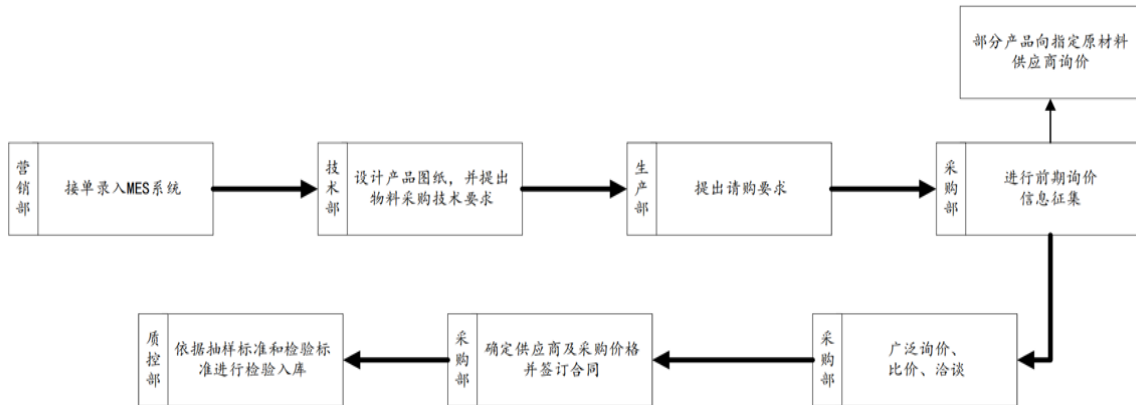 部分产品向指定原材料
供应商询价
营销部
接单录入MES系统
技术部
设计产品图纸，并提出
物料采购技术要求
生产部
提出请购要求
采购部
进行前期询价
信息征集
质控部
依据抽样标准和检验标
准进行检验入库
采购部
确定供应商及采购价格
并签订合同
采购部
广泛询价、
比价、洽谈